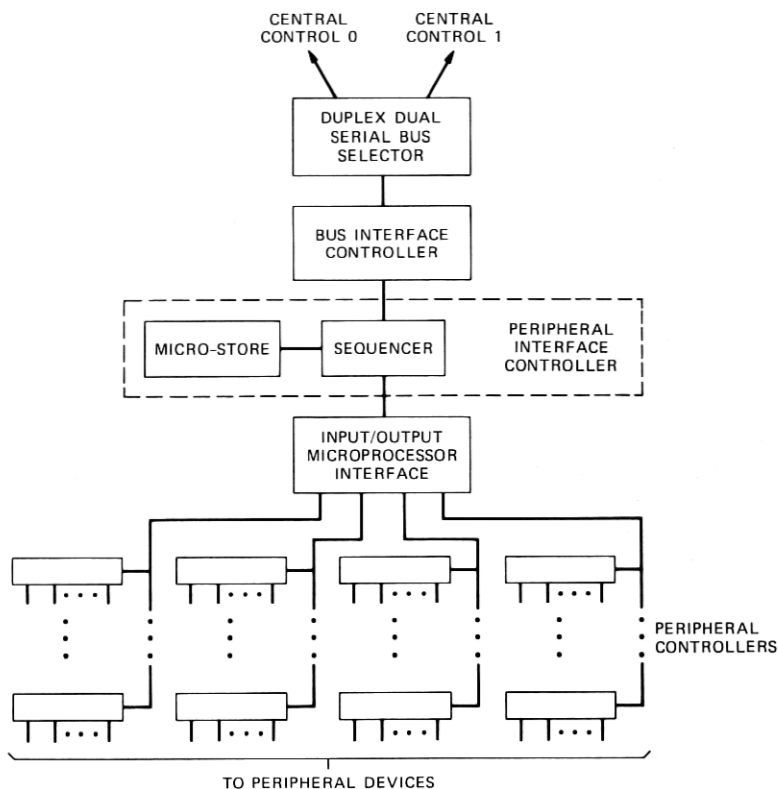 CENTRAL
CONTROL 0
CENTRAL
CONTROL 1
DUPLEX DUAL
SERIAL BUS
SELECTOR
BUS INTERFACE
CONTROLLER
MICRO-STORE
SEQUENCER
PERIPHERAL
INTERFACE
CONTROLLER
INPUT/OUTPUT
MICROPROCESSOR
INTERFACE
PERIPHERAL
CONTROLLERS
TO PERIPHERAL DEVICES